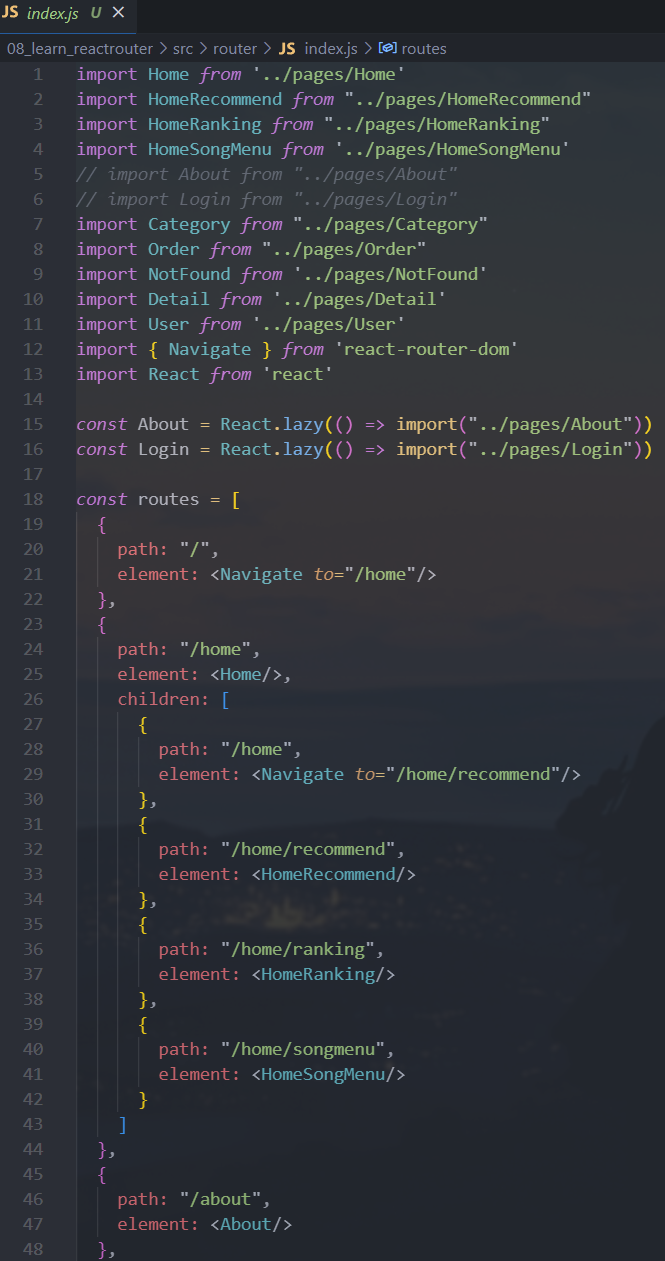 JS index.js U ×
08_learn_reactrouter > src > router > JS index.js > routes
1 import Home from '../pages/Home'
2 import HomeRecommend from "../pages/HomeRecommend"
3 import HomeRanking from "../pages/HomeRanking"
4 import HomeSongMenu from '../pages/HomeSongMenu'
5 // import About from "../pages/About"
6 // import Login from "../pages/Login"
7 import Category from "../pages/Category"
8 import Order from "../pages/Order"
9 import NotFound from '../pages/NotFound'
10 import Detail from '../pages/Detail'
11 import User from '../pages/User'
12 import { Navigate } from 'react-router-dom'
13 import React from 'react'
14
15 const About = React.lazy(() => import("../pages/About"))
16 const Login = React.lazy(() => import("../pages/Login"))
17
18 const routes = [
19   {
20     path: "/",
21     element: <Navigate to="/home"/>
22   },
23   {
24     path: "/home",
25     element: <Home/>,
26     children: [
27       {
28         path: "/home",
29         element: <Navigate to="/home/recommend"/>
30       },
31       {
32         path: "/home/recommend",
33         element: <HomeRecommend/>
34       },
35       {
36         path: "/home/ranking",
37         element: <HomeRanking/>
38       },
39       {
40         path: "/home/songmenu",
41         element: <HomeSongMenu/>
42       }
43     ]
44   },
45   {
46     path: "/about",
47     element: <About/>
48   },